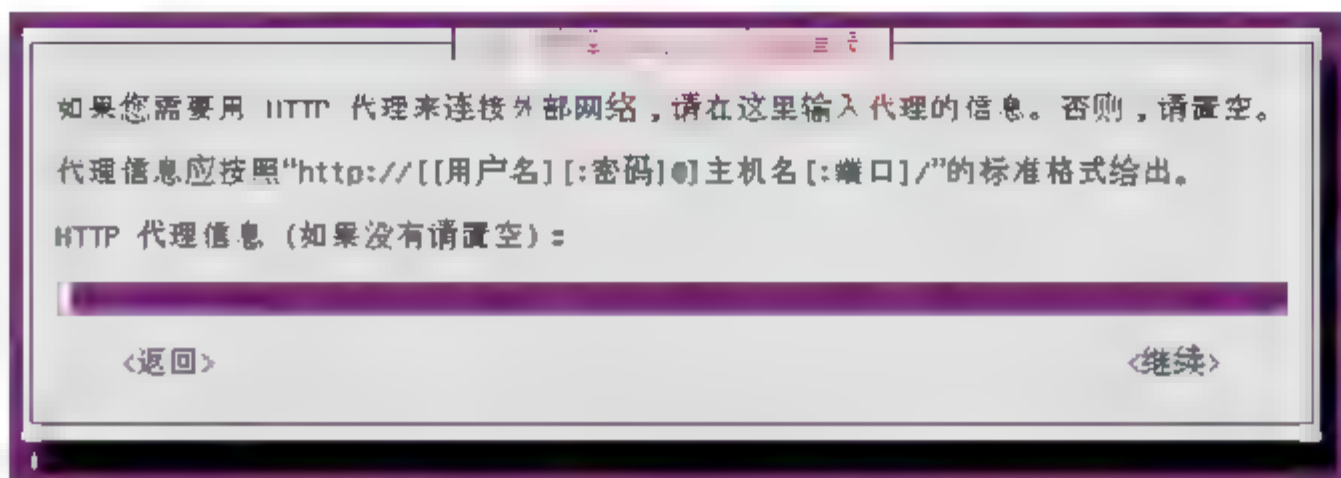 如果您需要用 HTTP 代理来连接外部网络,请在这里输入代理的信息。否则,请置空。
代理信息应按照“http://[[用户名][:密码]@]主机名[:端口]/”的标准格式给出。
HTTP 代理信息 (如果没有请置空):
<返回> <继续>